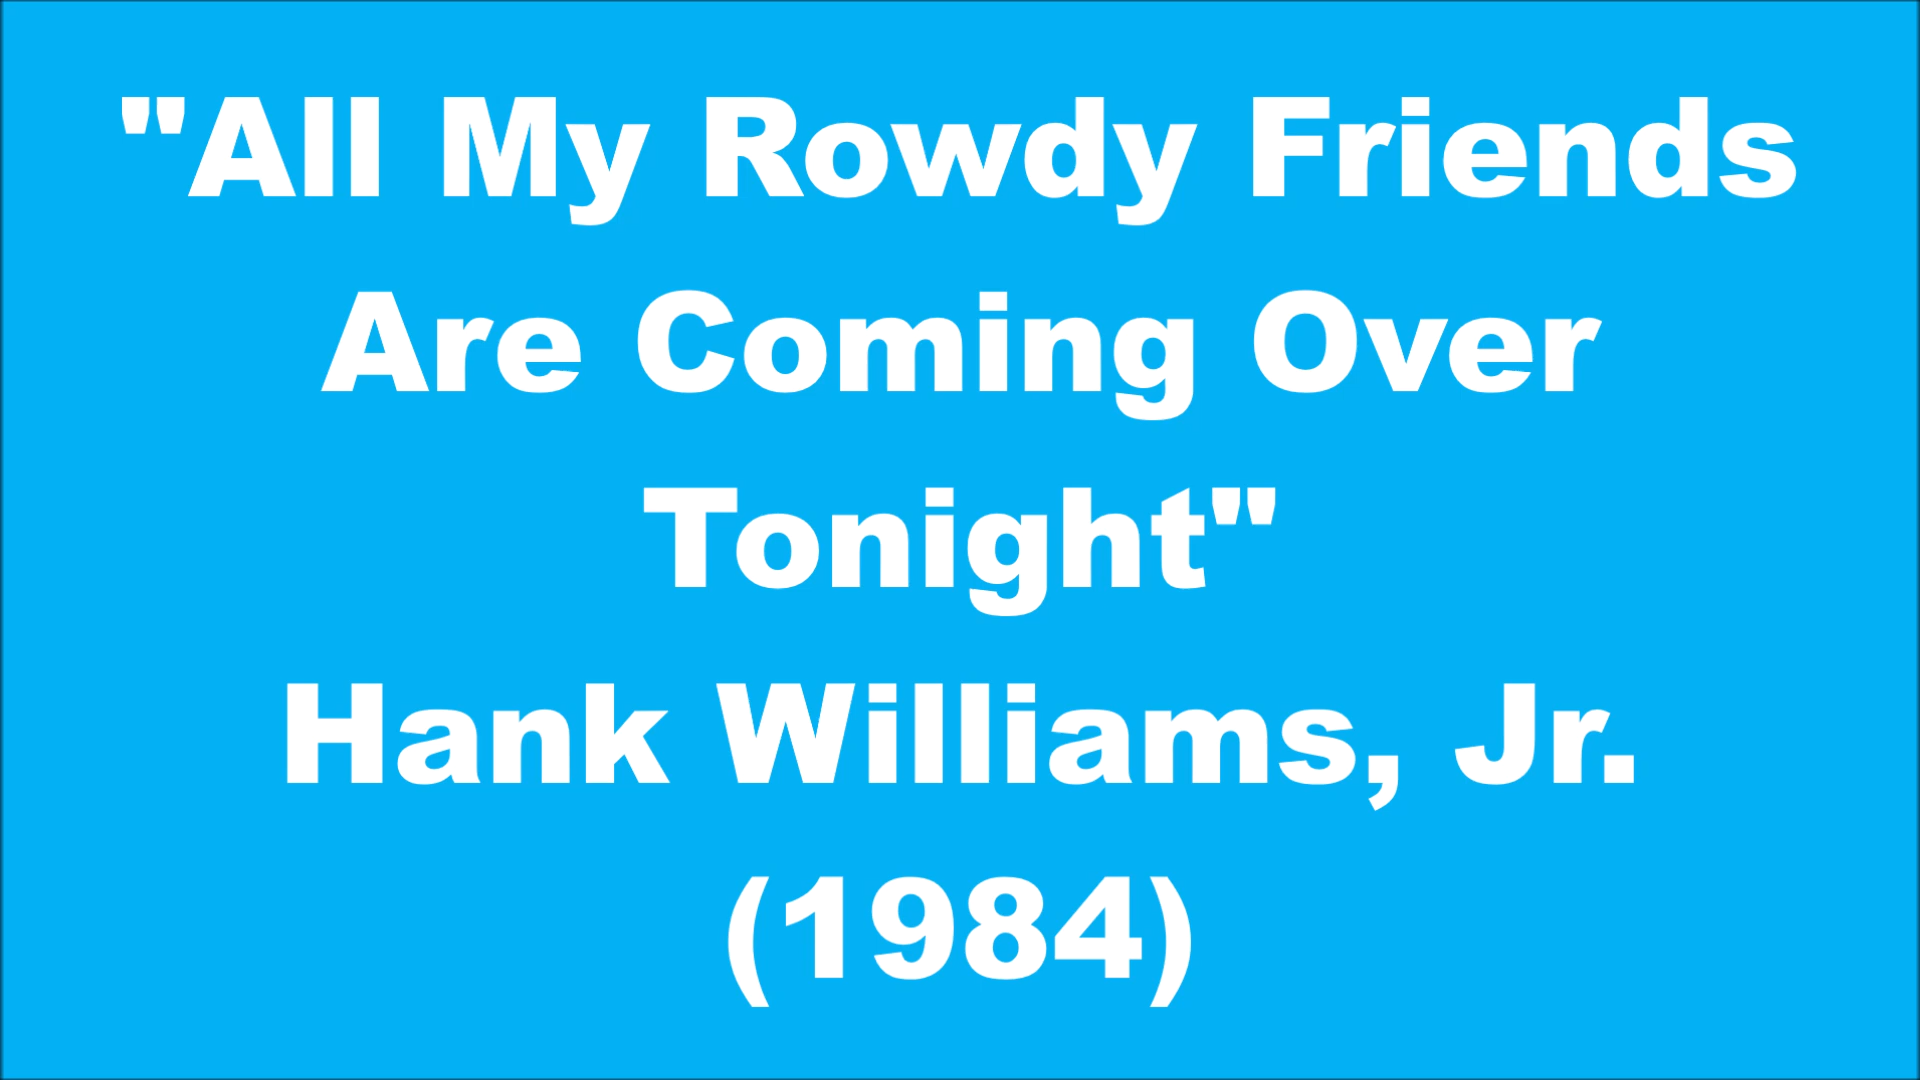 "All My Rowdy Friends
Are Coming Over
Tonight"
Hank Williams, Jr.
(1984)